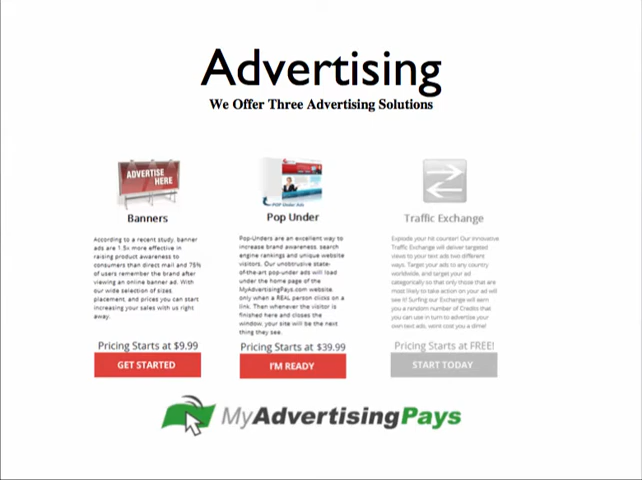 Advertising
We Offer Three Advertising Solutions
ADVERTISE
HERE
POP Under Ads
Banners
Pop Under
Traffic Exchange
According to a recent study, banner
ads are 1.5x more effective in
raising product awareness to
consumers than direct mail and 75%
of users remember the brand after
viewing an online banner ad. With
our wide selection of sizes,
placement, and prices you can start
increasing your sales with us right
away.
Pop-Unders are an excellent way to
increase brand awareness, search
engine rankings and unique website
visitors. Our unobtrusive state-
of-the-art pop-under ads will load
under the home page of the
MyAdvertisingPays.com website
only when a REAL person clicks on a
link. Then whenever the visitor is
finished here and closes the
window, your site will be the next
thing they see.
Explode your hit counter! Our innovative
Traffic Exchange will deliver targeted
views to your text ads two different
ways. Target your ads to any country
worldwide, and target your ad
categorically so that only those that are
most likely to take action on your ad will
see it! Surfing our Exchange will earn
you a random number of Credits that
you can use in turn to advertise your
own text ads, wont cost you a dime!
Pricing Starts at $9.99
Pricing Starts at $39.99
Pricing Starts at FREE!
GET STARTED
I'M READY
START TODAY
MyAdvertisingPays